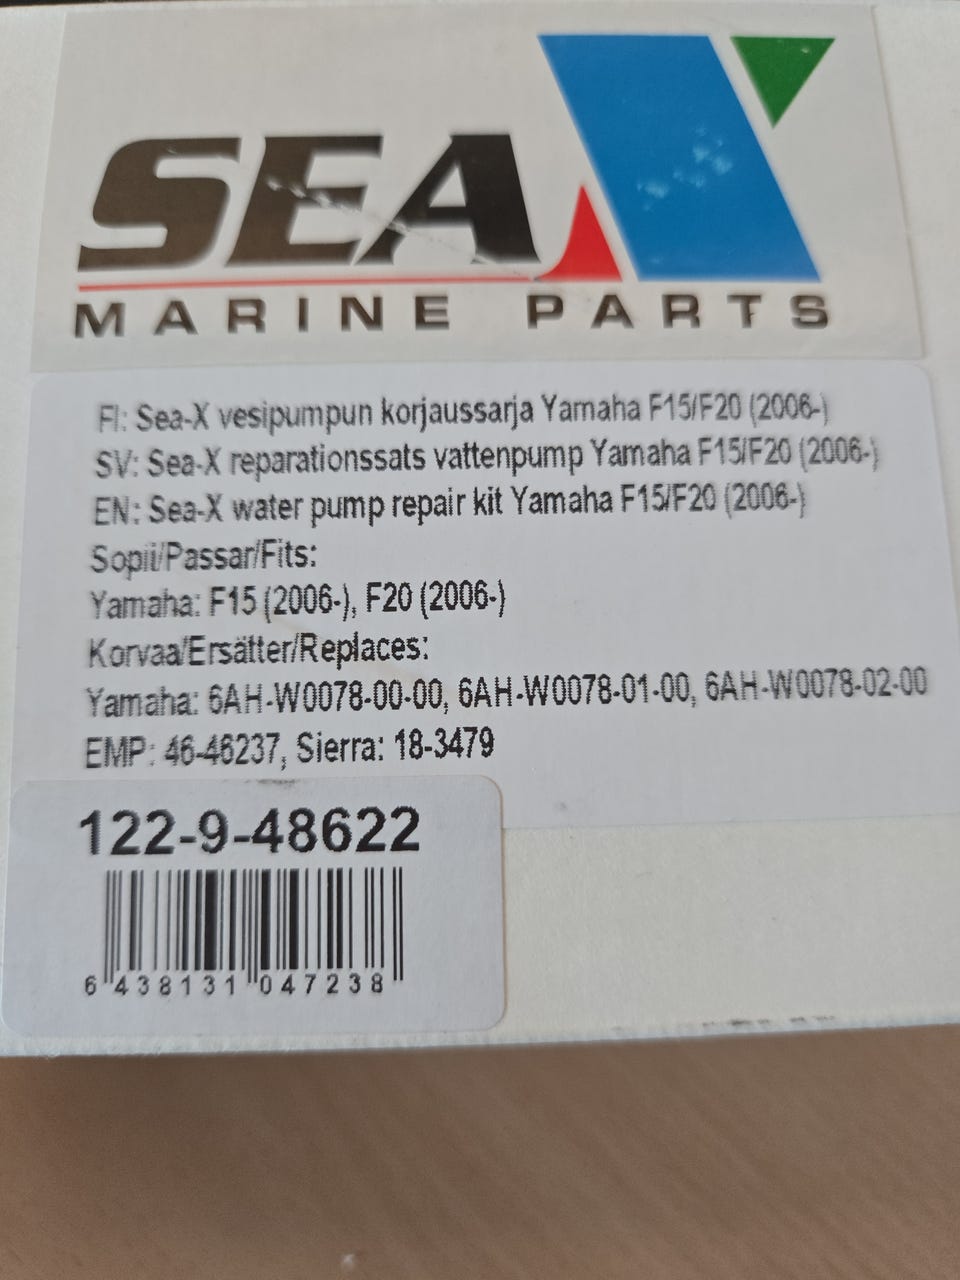 SEA X
MARINE PARTS
FI: Sea-X vesipumpun korjaussarja Yamaha F15/F20 (2006-)
SV: Sea-X reparationssats vattenpump Yamaha F15/F20 (2006-)
EN: Sea-X water pump repair kit Yamaha F15/F20 (2006-)
Sopii/Passar/Fits:
Yamaha: F15 (2006-), F20 (2006-)
Korvaa/Ersätter/Replaces:
Yamaha: 6AH-W0078-00-00, 6AH-W0078-01-00, 6AH-W0078-02-00
EMP: 46-46237, Sierra: 18-3479
122-9-48622
6 438131 047238